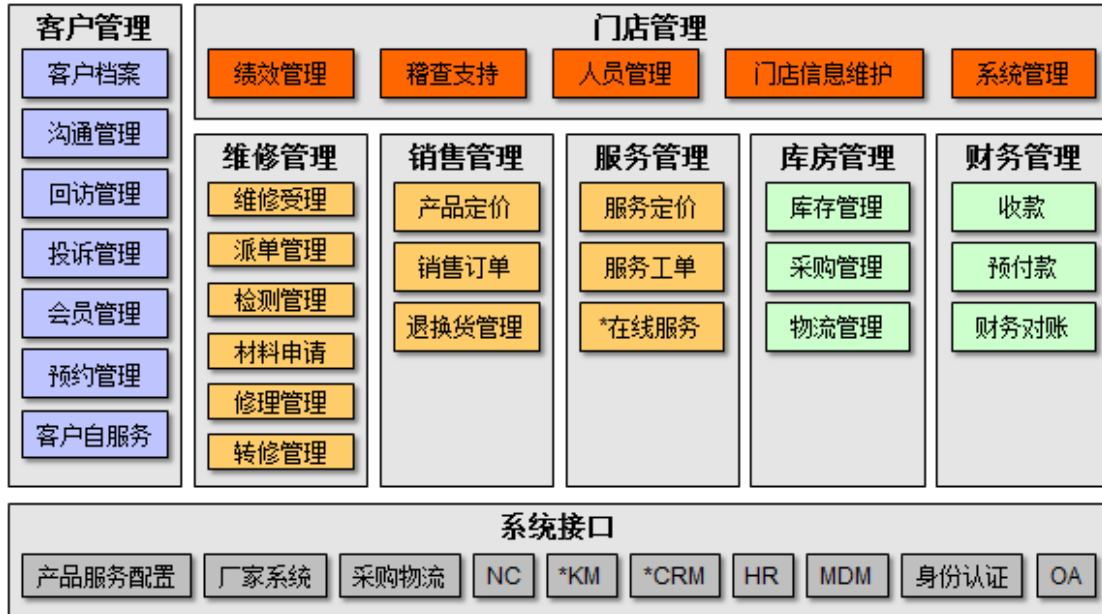 客户管理
客户档案
沟通管理
回访管理
投诉管理
会员管理
预约管理
客户自服务
门店管理
绩效管理
稽查支持
人员管理
门店信息维护
系统管理
维修管理
维修受理
派单管理
检测管理
材料申请
修理管理
转修管理
销售管理
产品定价
销售订单
退换货管理
服务管理
服务定价
服务工单
*在线服务
库房管理
库存管理
采购管理
物流管理
财务管理
收款
预付款
财务对账
系统接口
产品服务配置
厂家系统
采购物流
NC
*KM
*CRM
HR
MDM
身份认证
OA